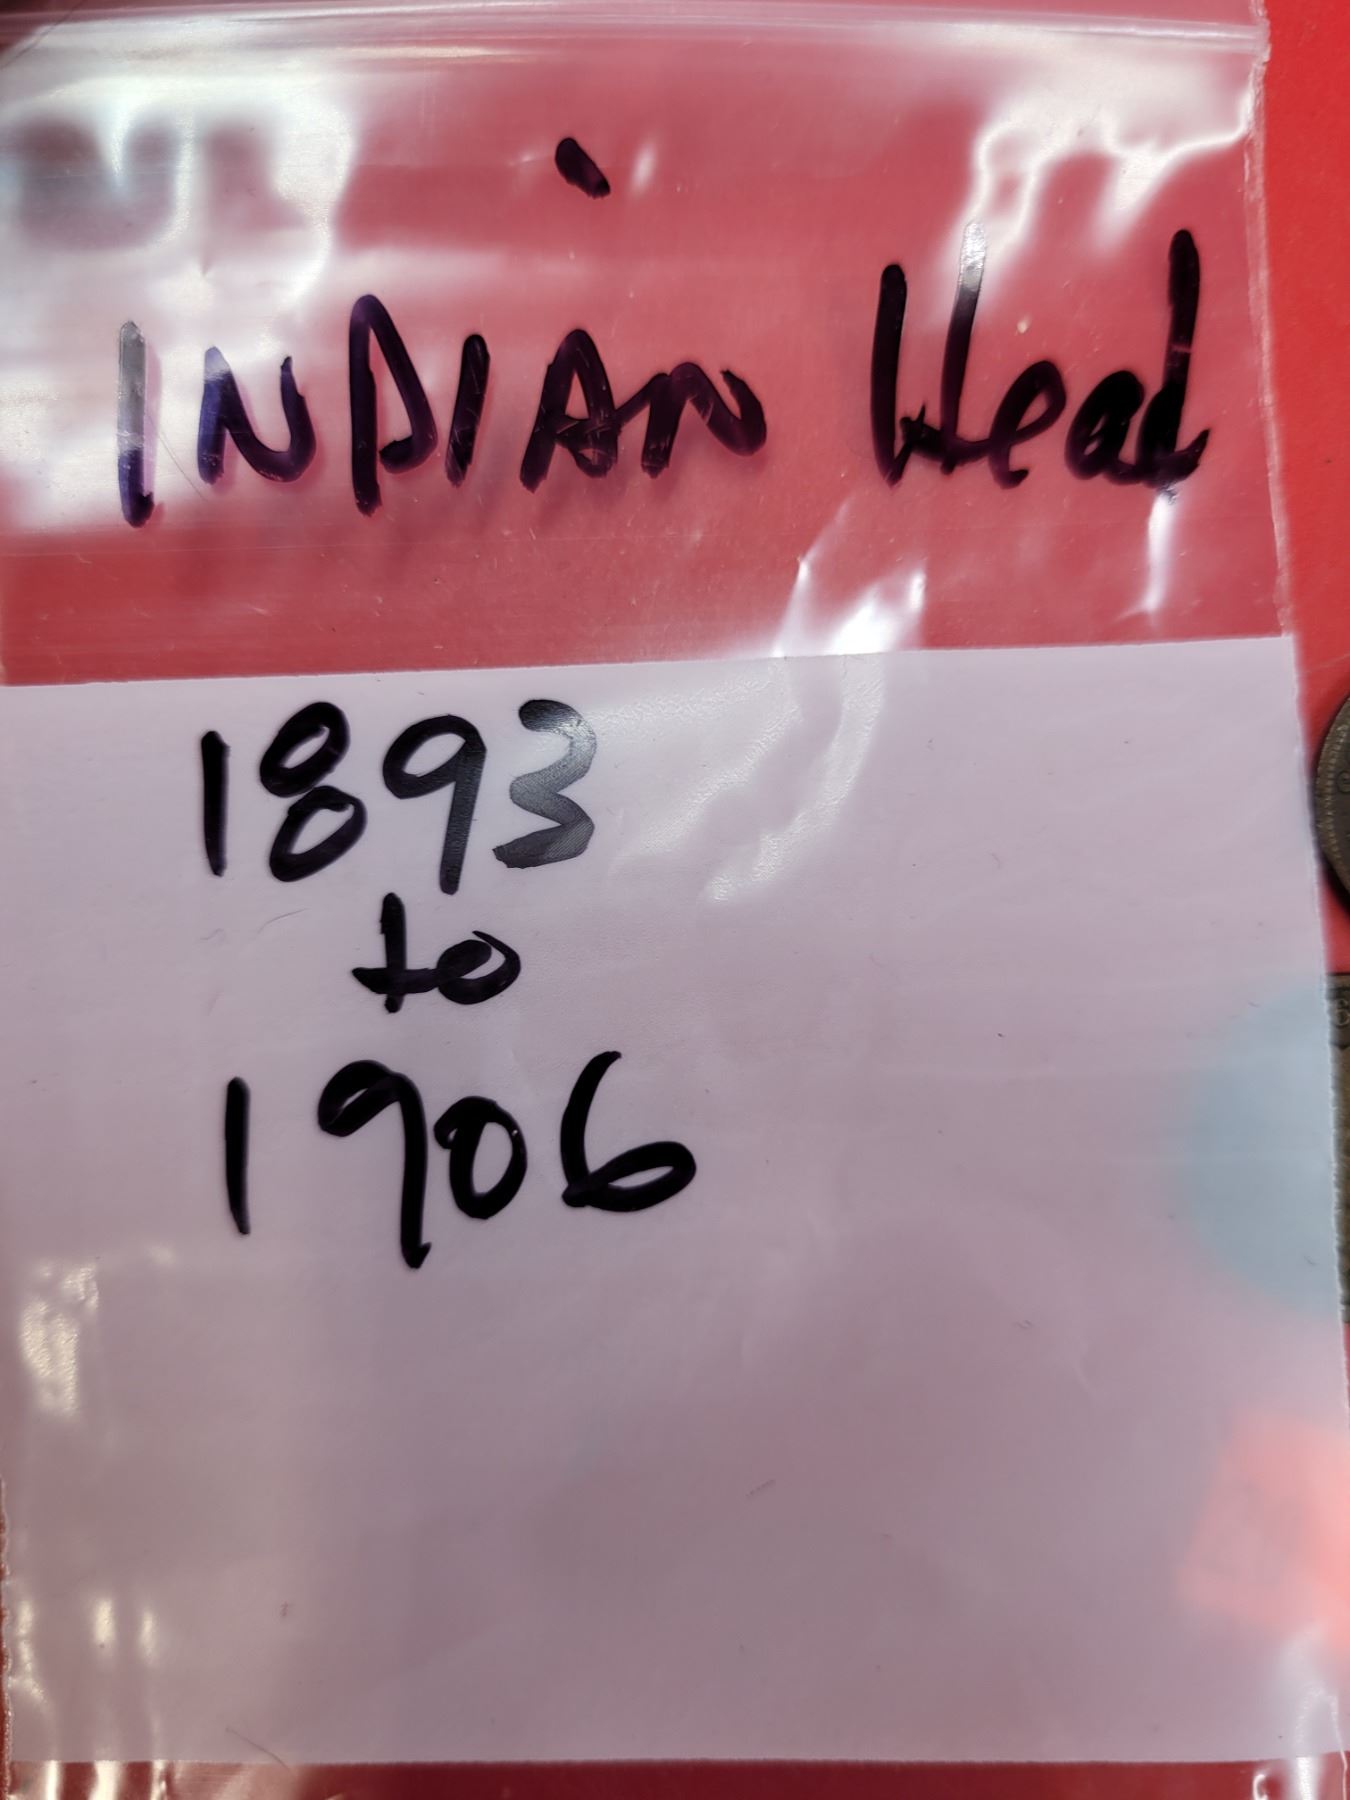 INDIAN Head
1893
to
1906